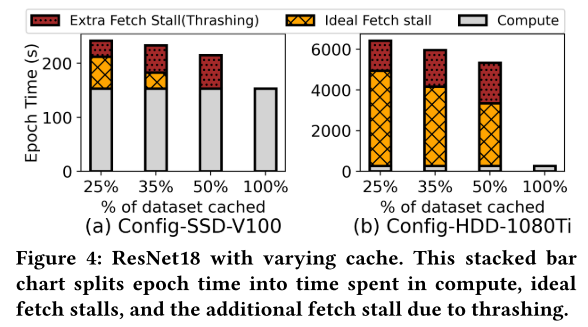 Extra Fetch Stall(Thrashing) Ideal Fetch stall Compute
Epoch Time (s)
200
100
0
25% 35% 50% 100%
% of dataset cached
(a) Config-SSD-V100
6000
4000
2000
0
25% 35% 50% 100%
% of dataset cached
(b) Config-HDD-1080Ti
Figure 4: ResNet18 with varying cache. This stacked bar
chart splits epoch time into time spent in compute, ideal
fetch stalls, and the additional fetch stall due to thrashing.